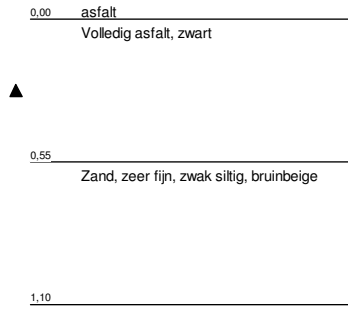 0,00 asfalt
Volledig asfalt, zwart
0,55
Zand, zeer fijn, zwak siltig, bruinbeige
1,10